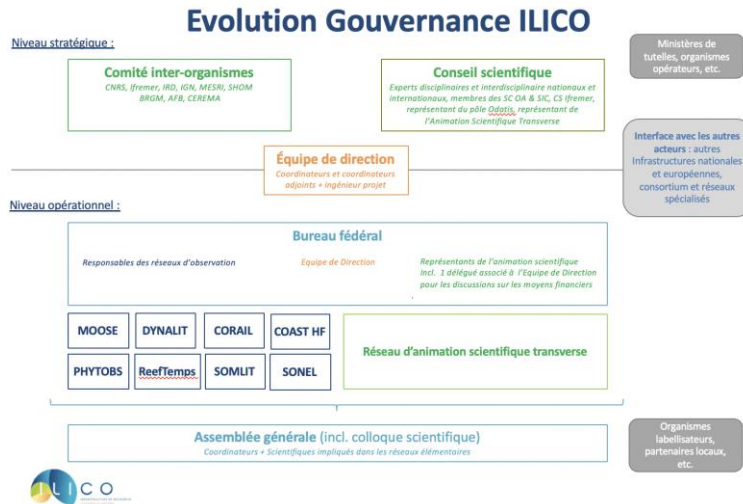 Evolution Gouvernance ILICO
Niveau stratégique :
Ministères de
tutelles, organismes
opérateurs, etc.
Comité inter-organismes
CNRS, Ifremer, IRD, IGN, MESRI, SHOM
BRGM, AFB, CEREMA
Conseil scientifique
Experts disciplinaires et interdisciplinaire nationaux et
internationaux, membres des SC OA & SIC, CS Ifremer,
représentant du pôle Odatis, représentant de
l'Animation Scientifique Transverse
Interface avec les autres
acteurs : autres
Infrastructures nationales
et européennes,
consortium et réseaux
spécialisés
Équipe de direction
Coordinateurs et coordinateurs
adjoints + ingénieur projet
Niveau opérationnel :
Bureau fédéral
Responsables des réseaux d'observation
Equipe de Direction
Représentants de l'animation scientifique
Incl. 1 délégué associé à l'Equipe de Direction
pour les discussions sur les moyens financiers
MOOSE
DYNALIT
CORAIL
COAST HF
PHYTOBS
ReefTemps
SOMLIT
SONEL
Réseau d'animation scientifique transverse
Assemblée générale (incl. colloque scientifique)
Coordinateurs + Scientifiques impliqués dans les réseaux élémentaires
Organismes
labellisateurs,
partenaires locaux,
etc.
ILICO